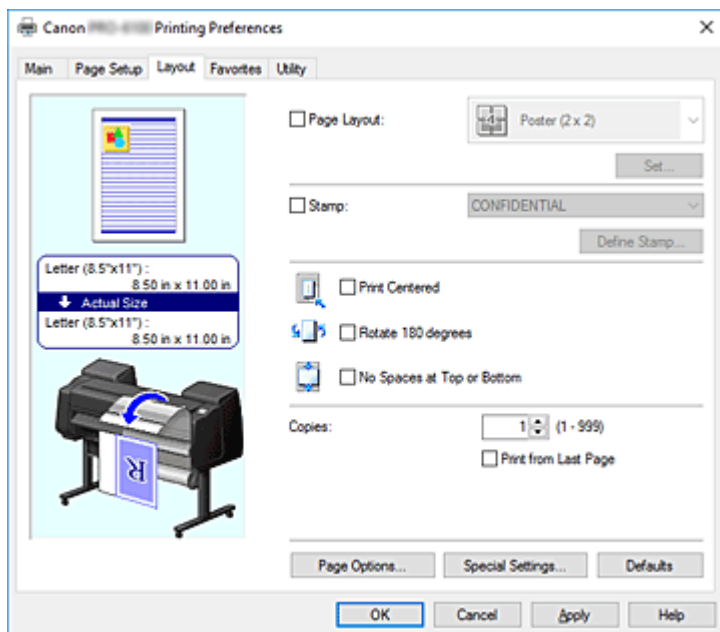 Canon Printing Preferences
Main Page Setup Layout Favorites Utility
Page Layout: 4 Poster (2 x 2)
Set...
Stamp: CONFIDENTIAL
Define Stamp...
Letter (8.5"x11") :
8.50 in x 11.00 in
Actual Size
Letter (8.5"x11") :
8.50 in x 11.00 in
Print Centered
Rotate 180 degrees
No Spaces at Top or Bottom
R
Copies: 1 (1 - 999)
Print from Last Page
Page Options... Special Settings... Defaults
OK Cancel Apply Help